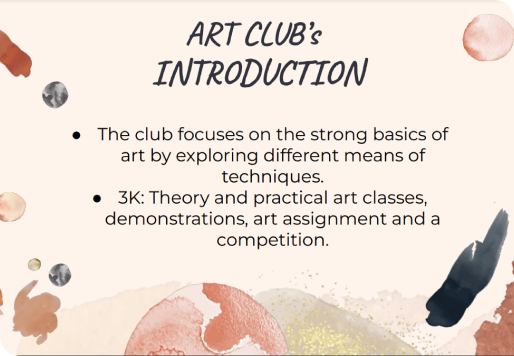 ART CLUB's
INTRODUCTION
● The club focuses on the strong basics of
art by exploring different means of
techniques.
● 3K: Theory and practical art classes,
demonstrations, art assignment and a
competition.